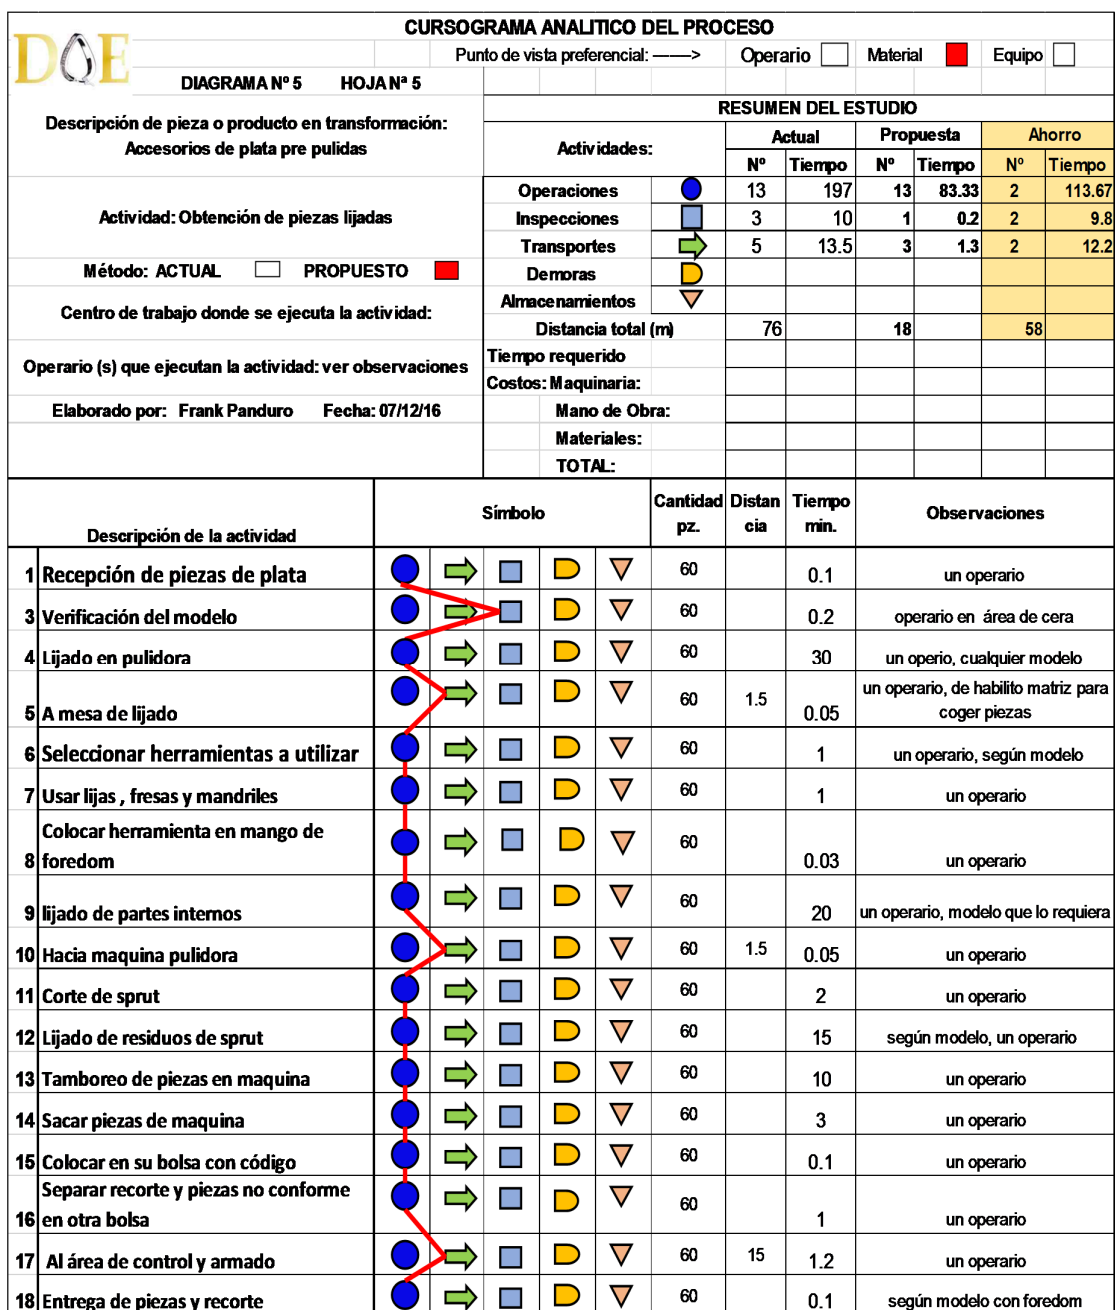 CURSOGRAMA ANALITICO DEL PROCESO
DQE
Punto de vista preferencial: ------> Operario Material Equipo
DIAGRAMA Nº 5 HOJA Nª 5
RESUMEN DEL ESTUDIO
Descripción de pieza o producto en transformación:
Accesorios de plata pre pulidas
Actividades: Actual Propuesta Ahorro
Nº Tiempo Nº Tiempo Nº Tiempo
Operaciones 13 197 13 83.33 2 113.67
Actividad: Obtención de piezas lijadas
Inspecciones 3 10 1 0.2 2 9.8
Transportes 5 13.5 3 1.3 2 12.2
Método: ACTUAL PROPUESTO
Demoras
Almacenamientos
Centro de trabajo donde se ejecuta la actividad:
Distancia total (m) 76 18 58
Tiempo requerido
Operario (s) que ejecutan la actividad: ver observaciones
Costos: Maquinaria:
Elaborado por: Frank Panduro Fecha: 07/12/16
Mano de Obra:
Materiales:
TOTAL:
Descripción de la actividad Símbolo Cantidad pz. Distan cia Tiempo min. Observaciones
1 Recepción de piezas de plata 60 0.1 un operario
3 Verificación del modelo 60 0.2 operario en área de cera
4 Lijado en pulidora 60 30 un operio, cualquier modelo
5 A mesa de lijado 60 1.5 0.05 un operario, de habilito matriz para coger piezas
6 Seleccionar herramientas a utilizar 60 1 un operario, según modelo
7 Usar lijas , fresas y mandriles 60 1 un operario
8 Colocar herramienta en mango de foredom 60 0.03 un operario
9 lijado de partes internos 60 20 un operario, modelo que lo requiera
10 Hacia maquina pulidora 60 1.5 0.05 un operario
11 Corte de sprut 60 2 un operario
12 Lijado de residuos de sprut 60 15 según modelo, un operario
13 Tamboreo de piezas en maquina 60 10 un operario
14 Sacar piezas de maquina 60 3 un operario
15 Colocar en su bolsa con código 60 0.1 un operario
16 Separar recorte y piezas no conforme en otra bolsa 60 1 un operario
17 Al área de control y armado 60 15 1.2 un operario
18 Entrega de piezas y recorte 60 0.1 según modelo con foredom